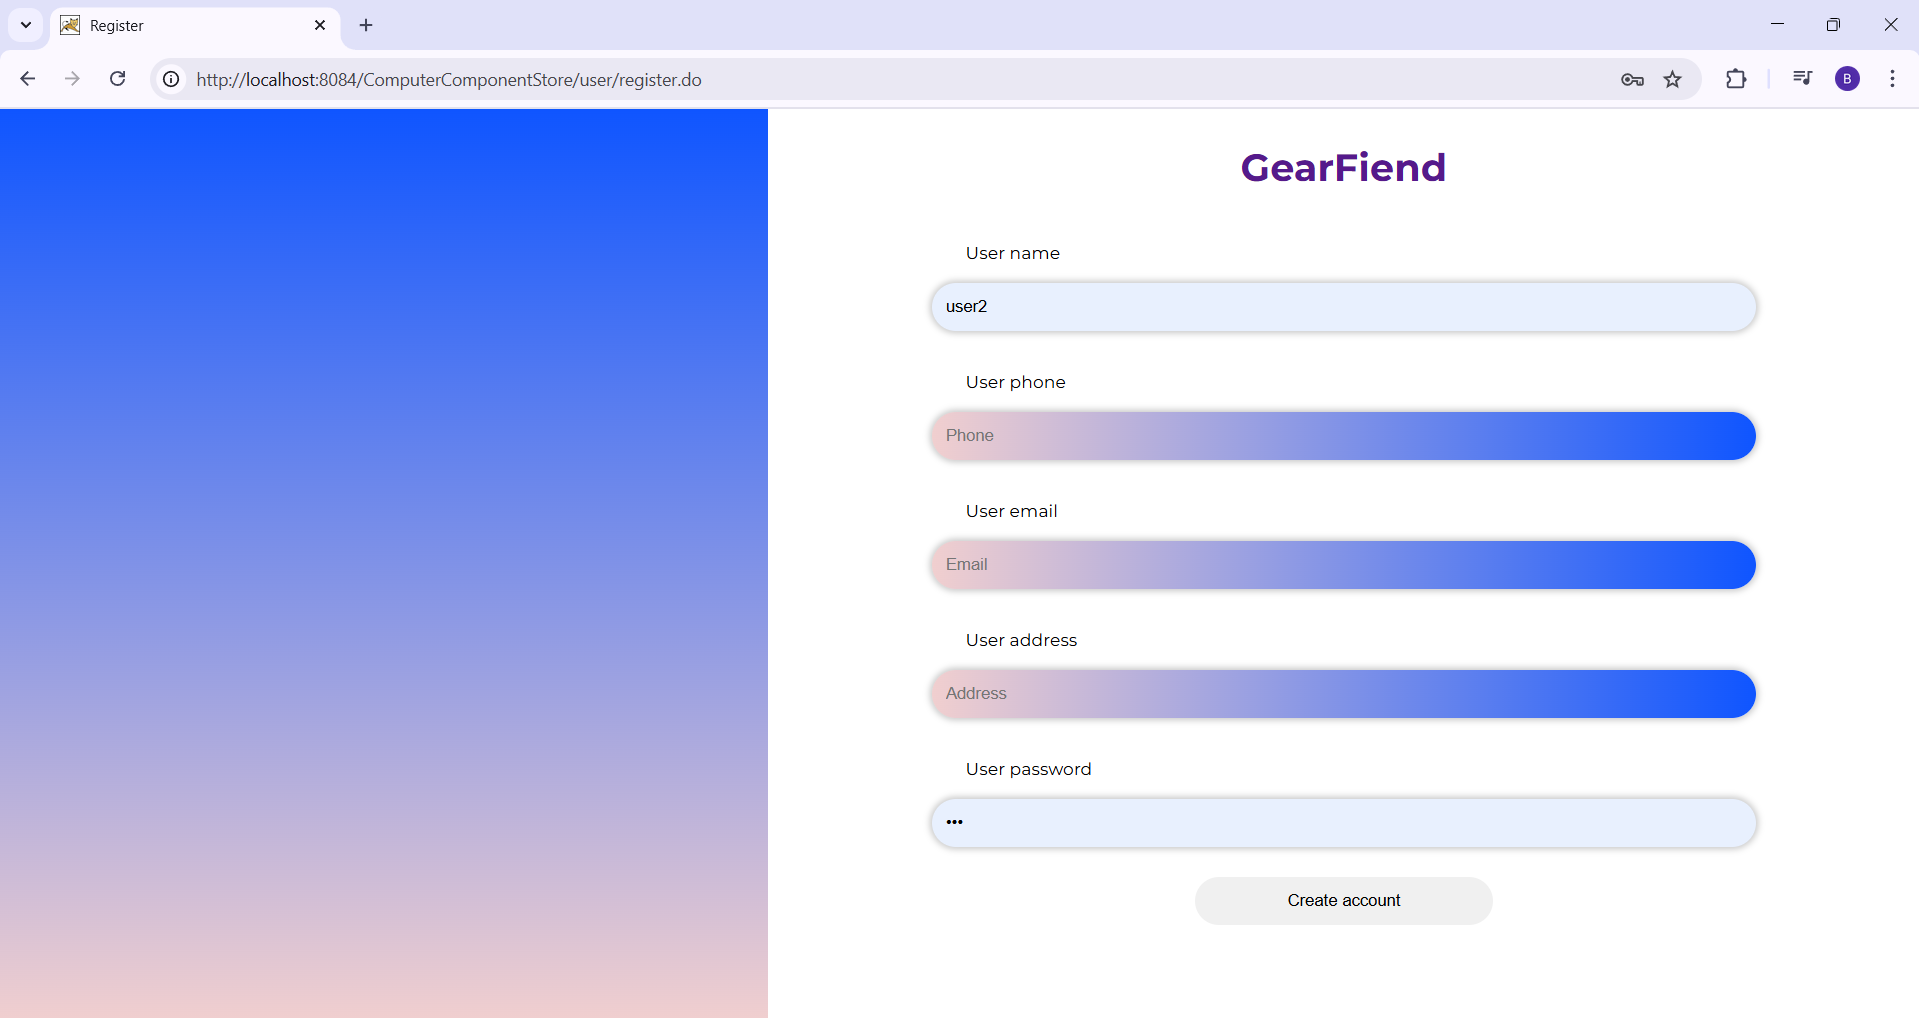 Register
http://localhost:8084/ComputerComponentStore/user/register.do
B
GearFiend
User name
user2
User phone
Phone
User email
Email
User address
Address
User password
•••
Create account